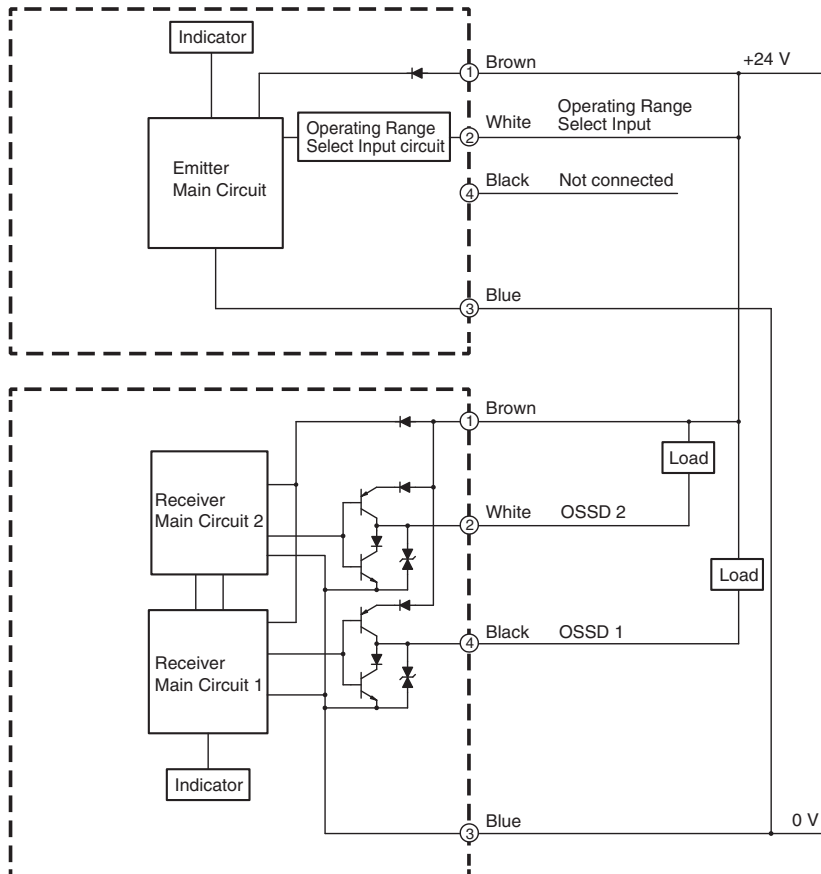 Indicator
① Brown +24 V
Operating Range
Select Input circuit
② White Operating Range
Select Input
Emitter
Main Circuit
④ Black Not connected
③ Blue
① Brown
Load
Receiver
Main Circuit 2
② White OSSD 2
Load
④ Black OSSD 1
Receiver
Main Circuit 1
Indicator
③ Blue 0 V